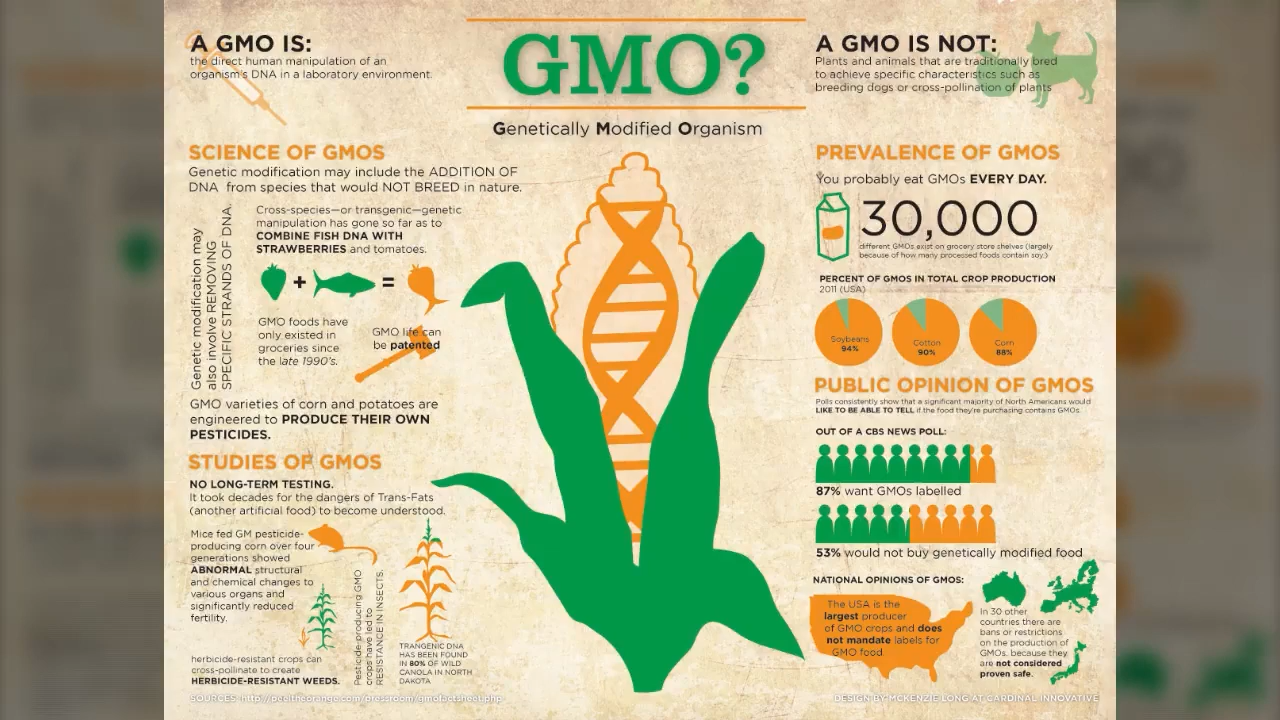 A GMO IS:
the direct human manipulation of an
organism's DNA in a laboratory environment.
GMO?
Genetically Modified Organism
A GMO IS NOT:
Plants and animals that are traditionally bred
to achieve specific characteristics such as
breeding dogs or cross-pollination of plants
SCIENCE OF GMOS
Genetic modification may include the ADDITION OF
DNA from species that would NOT BREED in nature.
Genetic modification may
also involve REMOVING
SPECIFIC STRANDS OF DNA.
Cross-species—or transgenic—genetic
manipulation has gone so far as to
COMBINE FISH DNA WITH
STRAWBERRIES and tomatoes.
+ =
GMO foods have
only existed in
groceries since
the late 1990's.
GMO life can
be patented
GMO varieties of corn and potatoes are
engineered to PRODUCE THEIR OWN
PESTICIDES.
STUDIES OF GMOS
NO LONG-TERM TESTING.
It took decades for the dangers of Trans-Fats
(another artificial food) to become understood.
Mice fed GM pesticide-
producing corn over four
generations showed
ABNORMAL structural
and chemical changes to
various organs and
significantly reduced
fertility.
herbicide-resistant crops can
cross-pollinate to create
HERBICIDE-RESISTANT WEEDS.
Pesticide-producing GMO
crops have led to
RESISTANCE IN INSECTS.
TRANGENIC DNA
HAS BEEN FOUND
IN 80% OF WILD
CANOLA IN NORTH
DAKOTA
PREVALENCE OF GMOS
You probably eat GMOs EVERY DAY.
30,000
different GMOs exist on grocery store shelves (largely
because of how many processed foods contain soy.)
PERCENT OF GMOS IN TOTAL CROP PRODUCTION
2011 (USA)
Soybeans
94%
Cotton
90%
Corn
88%
PUBLIC OPINION OF GMOS
Polls consistently show that a significant majority of North Americans would
LIKE TO BE ABLE TO TELL if the food they're purchasing contains GMOs.
OUT OF A CBS NEWS POLL:
87% want GMOs labelled
53% would not buy genetically modified food
NATIONAL OPINIONS OF GMOS:
The USA is the
largest producer
of GMO crops and does
not mandate labels for
GMO food.
In 30 other
countries there are
bans or restrictions
on the production of
GMOs, because they
are not considered
proven safe.
SOURCES: http://peeltheorange.com/pressroom/gmofactsheet.php
DESIGN BY MCKENZIE LONG AT CARDINAL INNOVATIVE